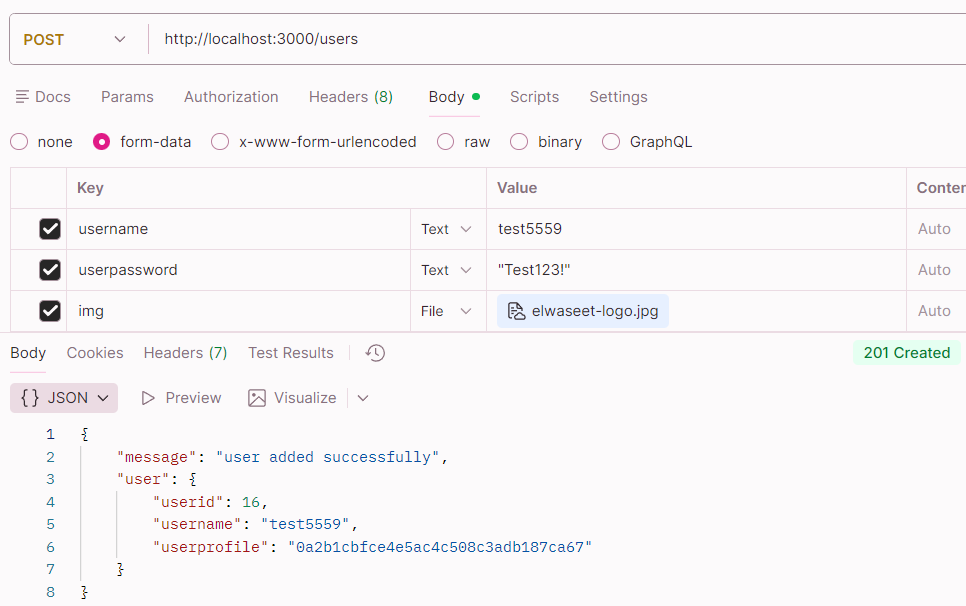 POST http://localhost:3000/users
Docs Params Authorization Headers (8) Body Scripts Settings
none form-data x-www-form-urlencoded raw binary GraphQL
Key Value Conter
username Text test5559 Auto
userpassword Text "Test123!" Auto
img File elwaseet-logo.jpg Auto
Body Cookies Headers (7) Test Results 201 Created
{} JSON Preview Visualize
1 {
2 "message": "user added successfully",
3 "user": {
4 "userid": 16,
5 "username": "test5559",
6 "userprofile": "0a2b1cbfce4e5ac4c508c3adb187ca67"
7 }
8 }